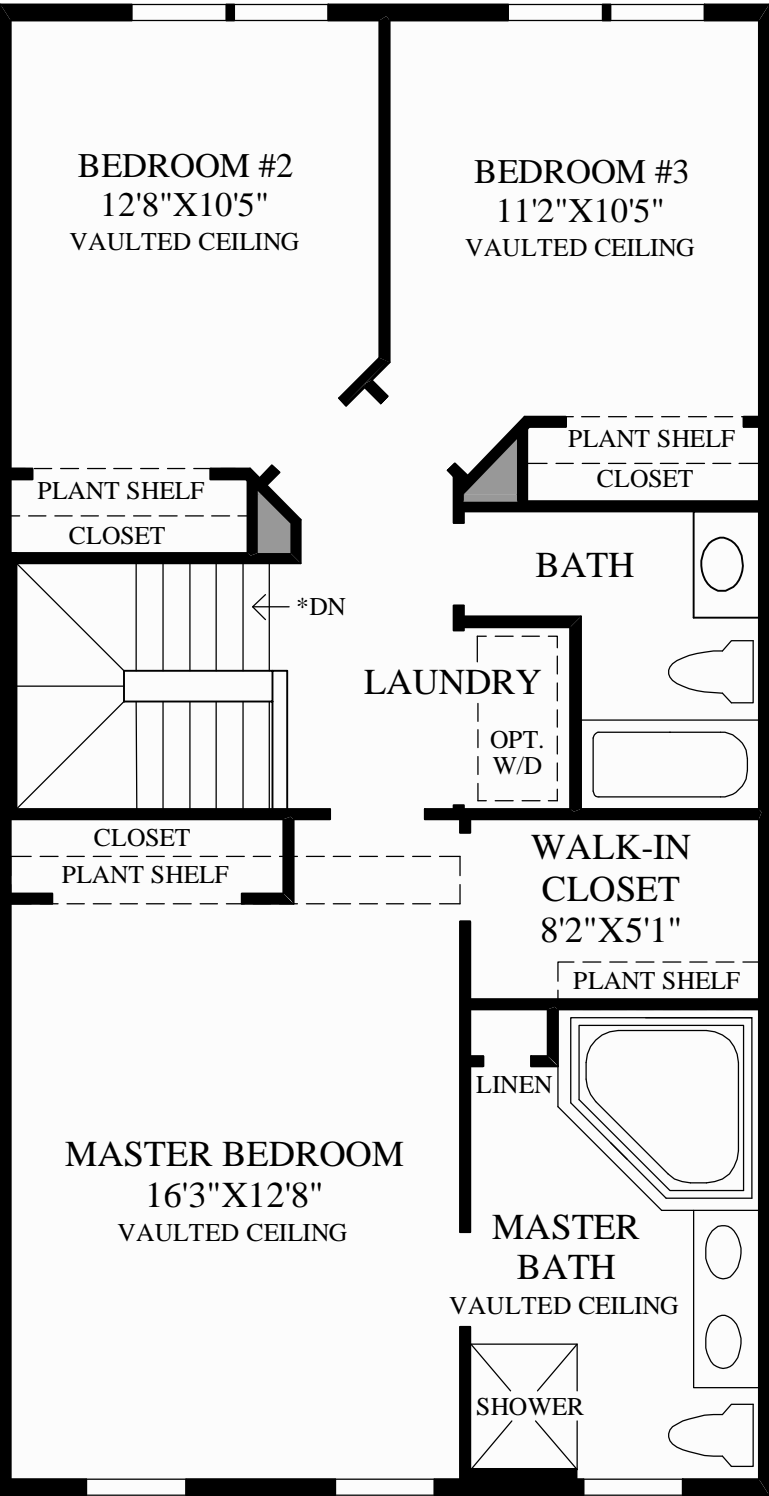 BEDROOM #2
12'8"X10'5"
VAULTED CEILING
BEDROOM #3
11'2"X10'5"
VAULTED CEILING
PLANT SHELF
CLOSET
PLANT SHELF
CLOSET
BATH
*DN
LAUNDRY
OPT.
W/D
CLOSET
PLANT SHELF
WALK-IN
CLOSET
8'2"X5'1"
PLANT SHELF
LINEN
MASTER BEDROOM
16'3"X12'8"
VAULTED CEILING
MASTER
BATH
VAULTED CEILING
SHOWER